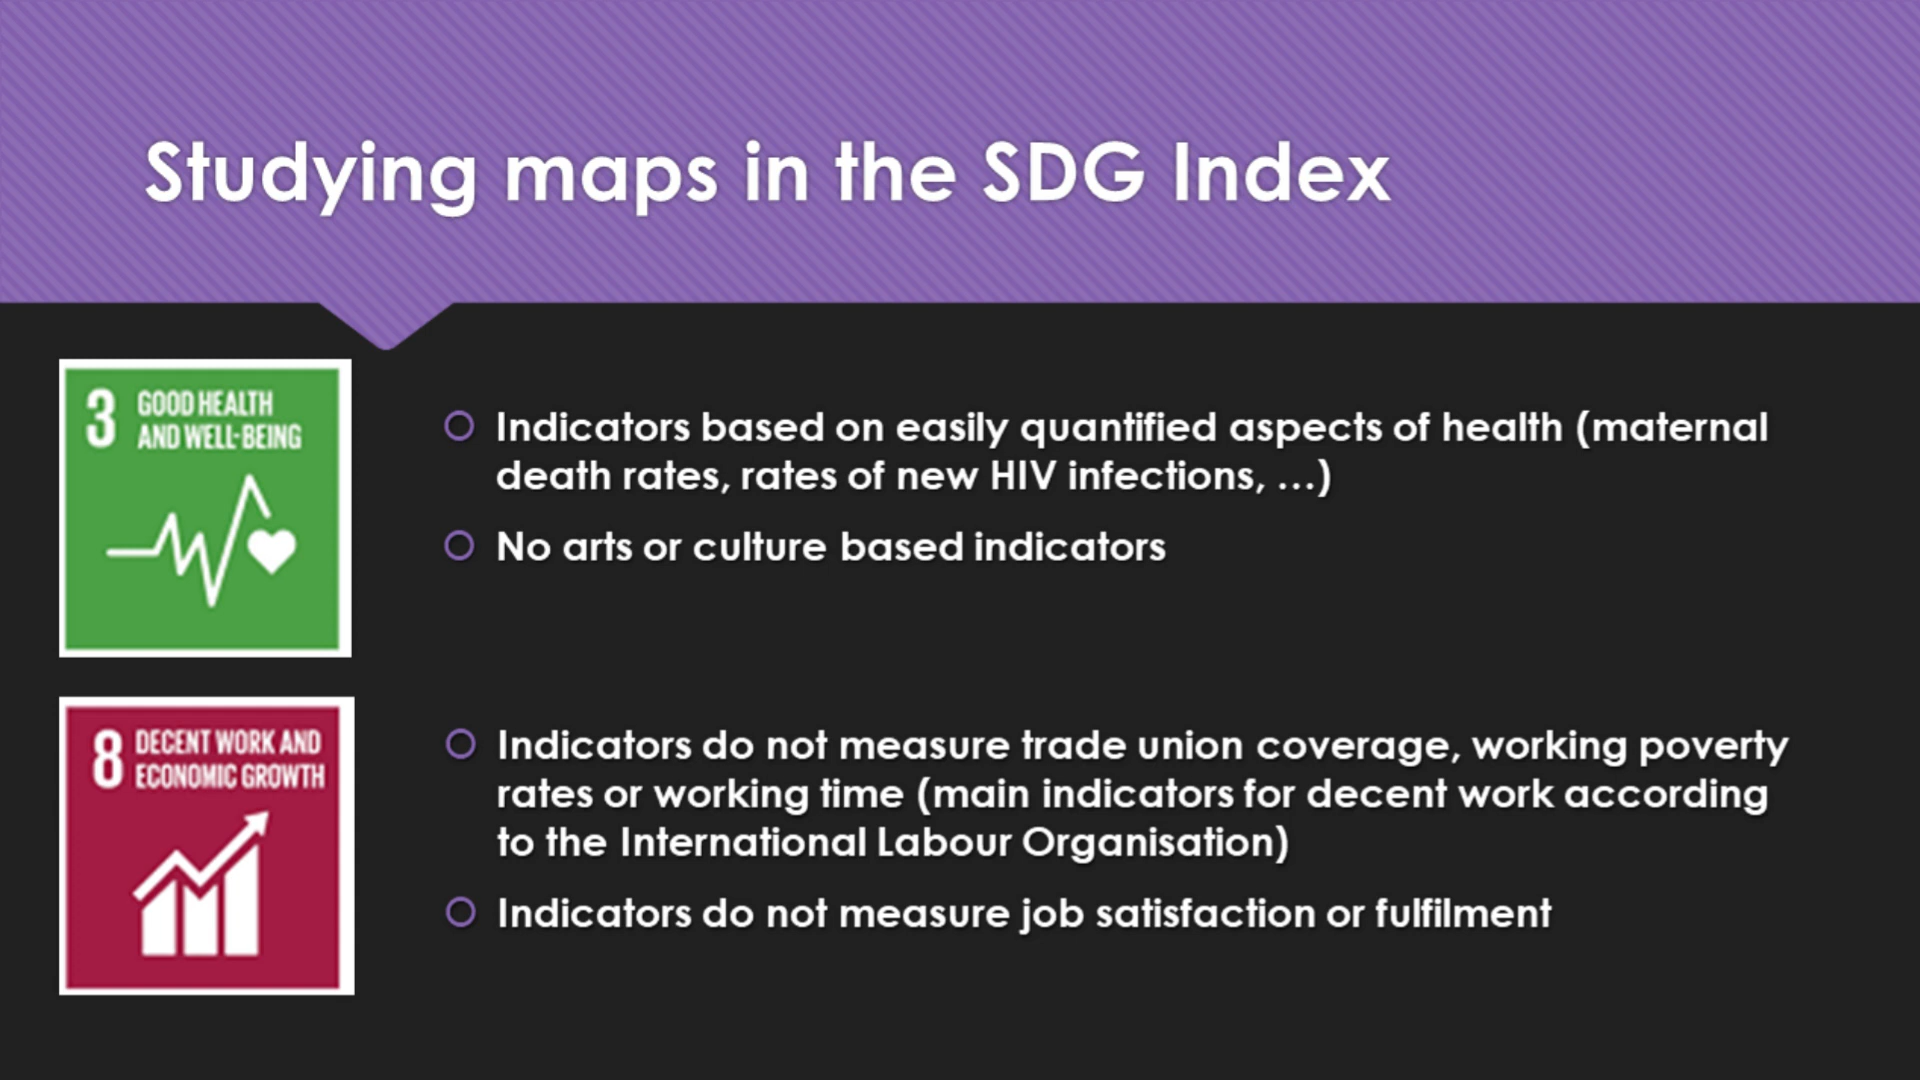 Studying maps in the SDG Index
3 GOOD HEALTH
AND WELL-BEING
Indicators based on easily quantified aspects of health (maternal
death rates, rates of new HIV infections, …)
No arts or culture based indicators
8 DECENT WORK AND
ECONOMIC GROWTH
Indicators do not measure trade union coverage, working poverty
rates or working time (main indicators for decent work according
to the International Labour Organisation)
Indicators do not measure job satisfaction or fulfilment